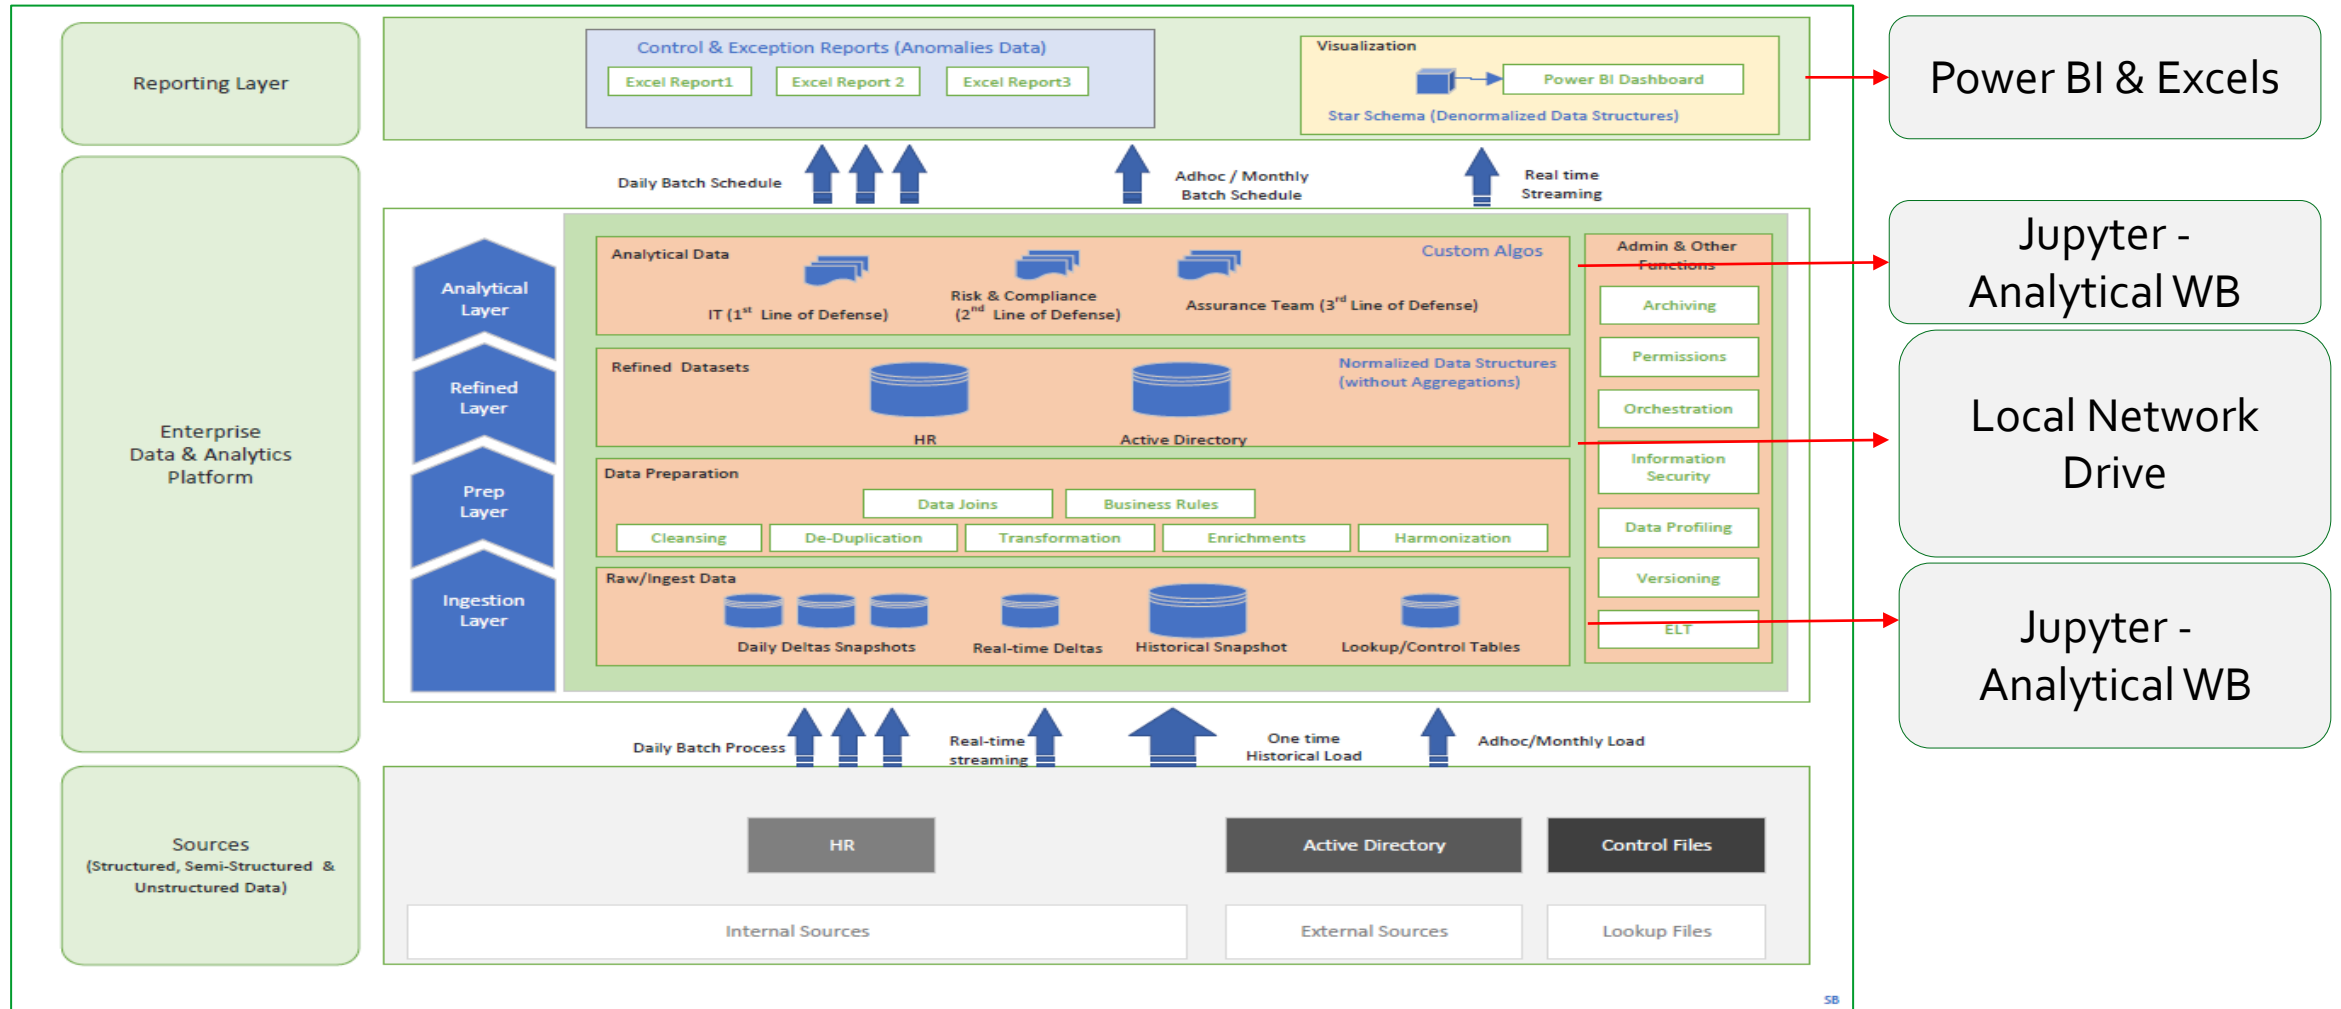 Reporting Layer
Control & Exception Reports (Anomalies Data)
Excel Report1
Excel Report 2
Excel Report3
Visualization
Power BI Dashboard
Star Schema (Denormalized Data Structures)
Power BI & Excels
Daily Batch Schedule
Adhoc / Monthly
Batch Schedule
Real time
Streaming
Enterprise
Data & Analytics
Platform
Analytical
Layer
Refined
Layer
Prep
Layer
Ingestion
Layer
Analytical Data
Custom Algos
IT (1st Line of Defense)
Risk & Compliance
(2nd Line of Defense)
Assurance Team (3rd Line of Defense)
Refined Datasets
Normalized Data Structures
(without Aggregations)
HR
Active Directory
Data Preparation
Data Joins
Business Rules
Cleansing
De-Duplication
Transformation
Enrichments
Harmonization
Raw/Ingest Data
Daily Deltas Snapshots
Real-time Deltas
Historical Snapshot
Lookup/Control Tables
Admin & Other
Functions
Archiving
Permissions
Orchestration
Information
Security
Data Profiling
Versioning
ELT
Jupyter -
Analytical WB
Local Network
Drive
Jupyter -
Analytical WB
Daily Batch Process
Real-time
streaming
One time
Historical Load
Adhoc/Monthly Load
Sources
(Structured, Semi-Structured &
Unstructured Data)
HR
Active Directory
Control Files
Internal Sources
External Sources
Lookup Files
SB